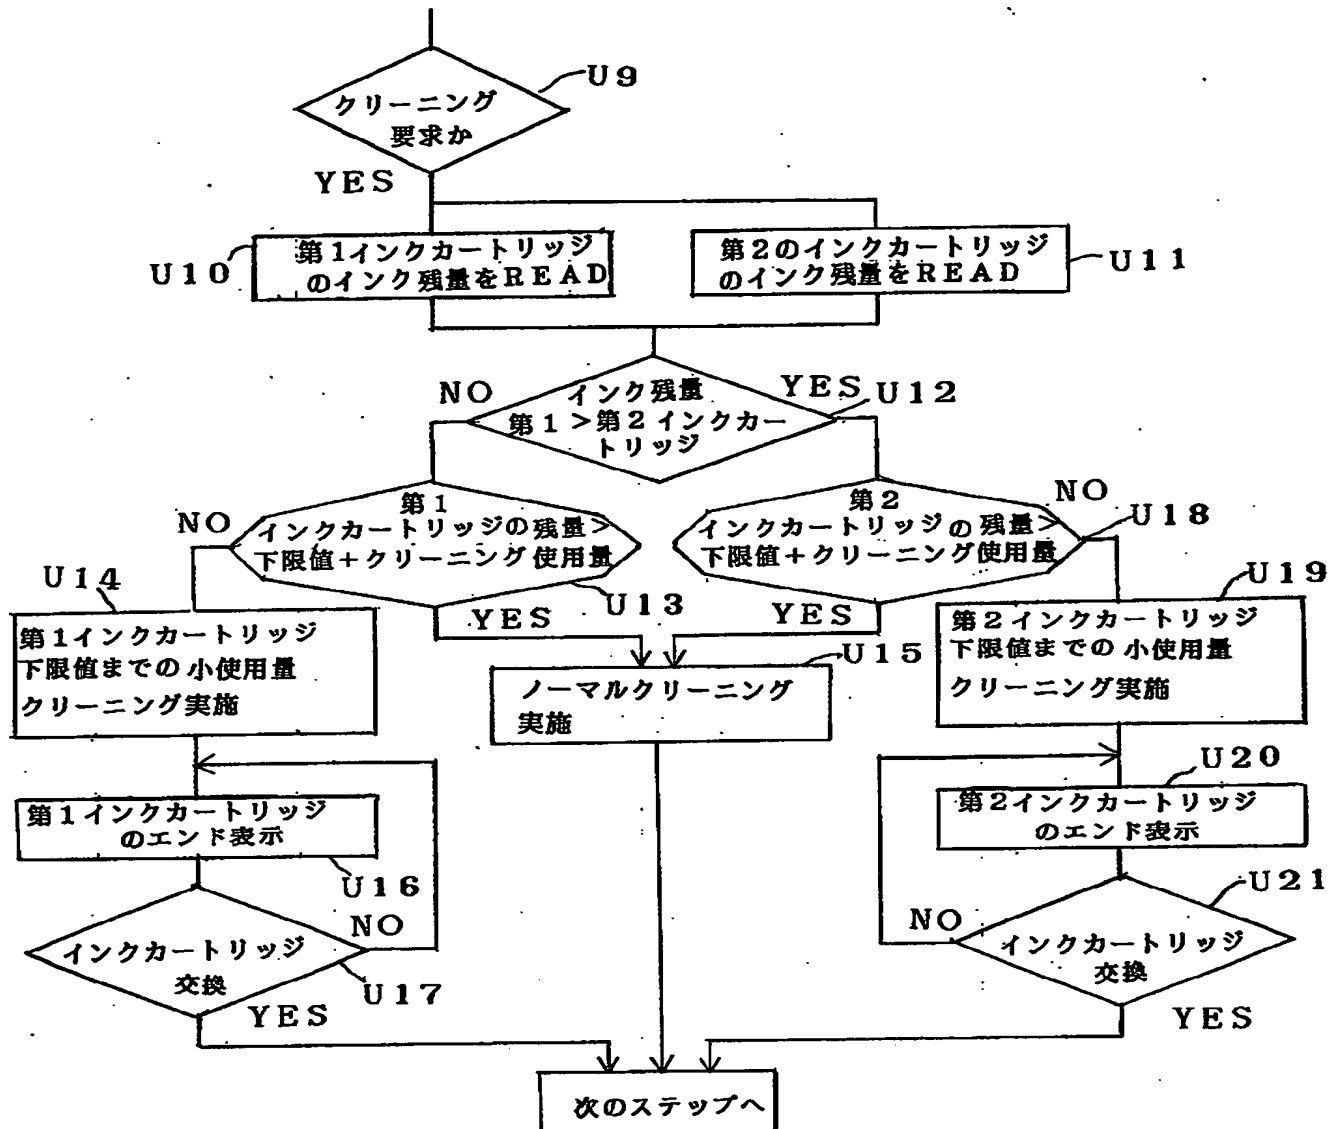 U9
クリーニング
要求か
YES
第1インクカートリッジ
のインク残量をREAD
U10
第2のインクカートリッジ
のインク残量をREAD
U11
NO
インク残量
第1>第2インクカー
トリッジ
YES
U12
第1
インクカートリッジの残量>
下限値+クリーニング使用量
NO
U13
YES
第2
インクカートリッジの残量>
下限値+クリーニング使用量
NO
U18
YES
U14
第1インクカートリッジ
下限値までの小使用量
クリーニング実施
U15
ノーマルクリーニング
実施
U19
第2インクカートリッジ
下限値までの小使用量
クリーニング実施
第1インクカートリッジ
のエンド表示
U16
U20
第2インクカートリッジ
のエンド表示
インクカートリッジ
交換
NO
U17
YES
U21
NO
インクカートリッジ
交換
YES
次のステップへ